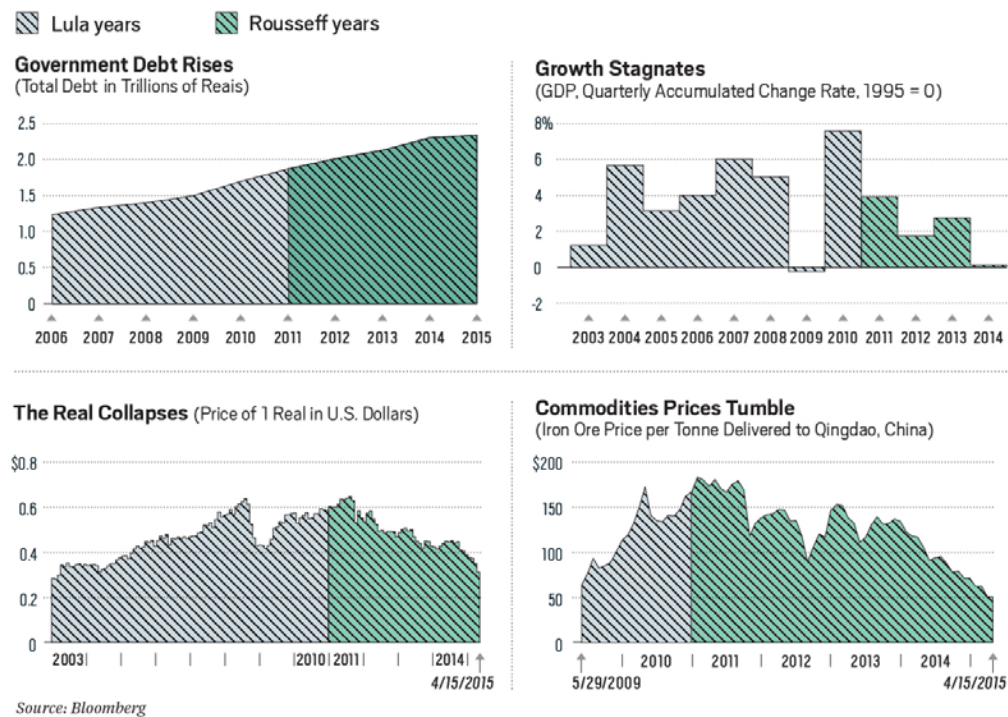 Lula years
Rousseff years
Government Debt Rises
(Total Debt in Trillions of Reais)
2.5
2.0
1.5
1.0
0.5
0
2006 2007 2008 2009 2010 2011 2012 2013 2014 2015
Growth Stagnates
(GDP, Quarterly Accumulated Change Rate, 1995 = 0)
8%
6
4
2
0
-2
2003 2004 2005 2006 2007 2008 2009 2010 2011 2012 2013 2014
The Real Collapses (Price of 1 Real in U.S. Dollars)
$0.8
0.6
0.4
0.2
0
2003 2010 2011 2014
4/15/2015
Commodities Prices Tumble
(Iron Ore Price per Tonne Delivered to Qingdao, China)
$200
150
100
50
0
2010 2011 2012 2013 2014
5/29/2009 4/15/2015
Source: Bloomberg